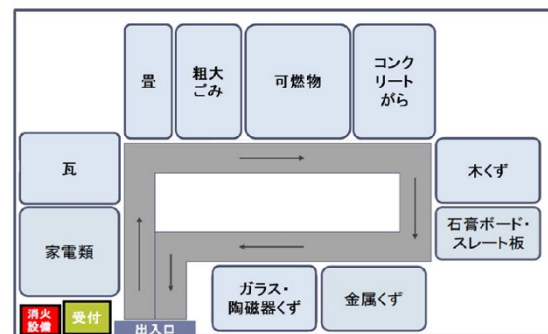 畳
粗大
ごみ
可燃物
コンク
リート
がら
瓦
木くず
家電類
石膏ボード・
スレート板
ガラス・
陶磁器くず
金属くず
消火
設備
受付
出入口